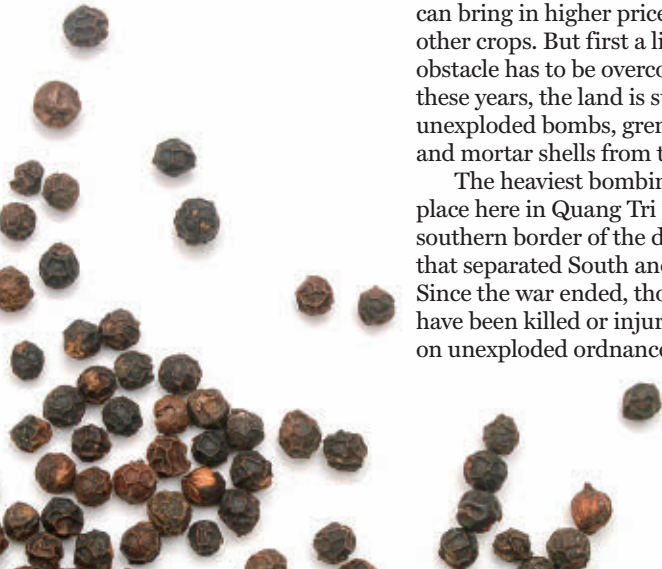 can bring in higher price
other crops. But first a li
obstacle has to be overco
these years, the land is s
unexploded bombs, gren
and mortar shells from t
The heaviest bombin
place here in Quang Tri
southern border of the d
that separated South an
Since the war ended, tho
have been killed or injur
on unexploded ordnance